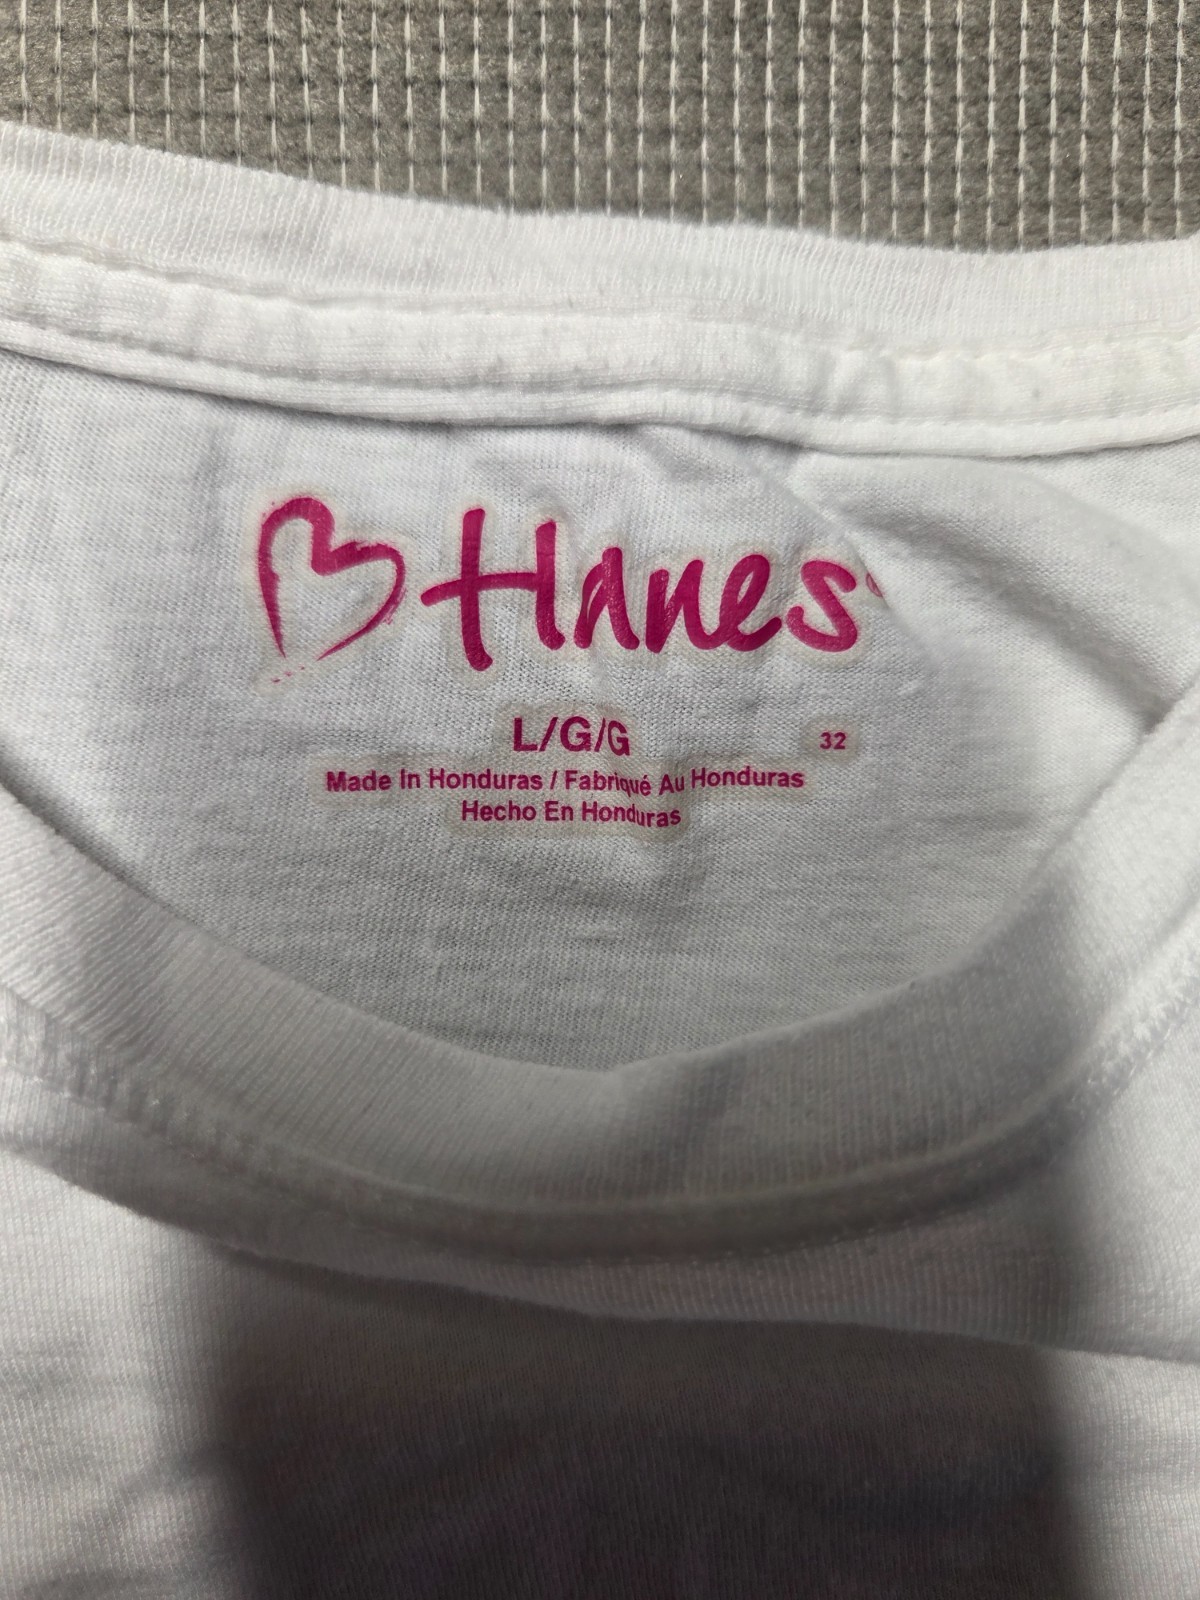 Hanes
L/G/G
32
Made In Honduras / Fabriqué Au Honduras
Hecho En Honduras